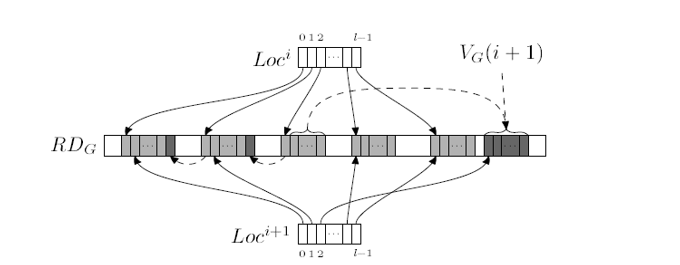 0 1 2 l−1
Loc^i ... V_G(i + 1)
RD_G ... ... ... ... ... ...
Loc^{i+1} ...
0 1 2 l−1